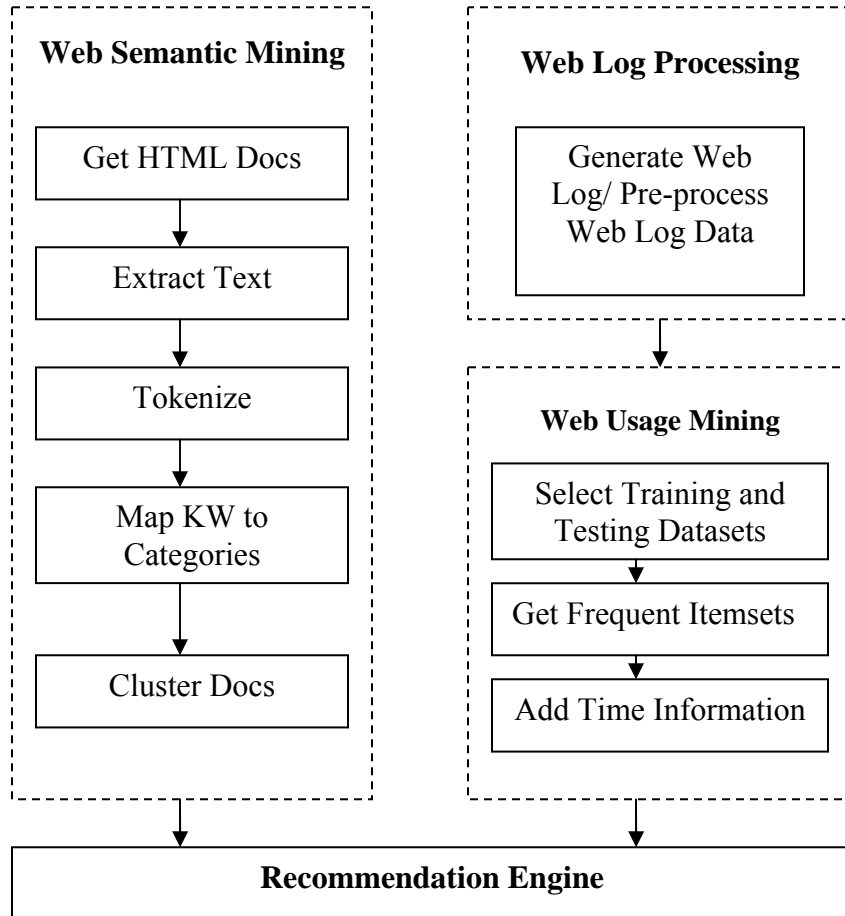 Web Semantic Mining
Get HTML Docs
Extract Text
Tokenize
Map KW to
Categories
Cluster Docs
Web Log Processing
Generate Web
Log/ Pre-process
Web Log Data
Web Usage Mining
Select Training and
Testing Datasets
Get Frequent Itemsets
Add Time Information
Recommendation Engine